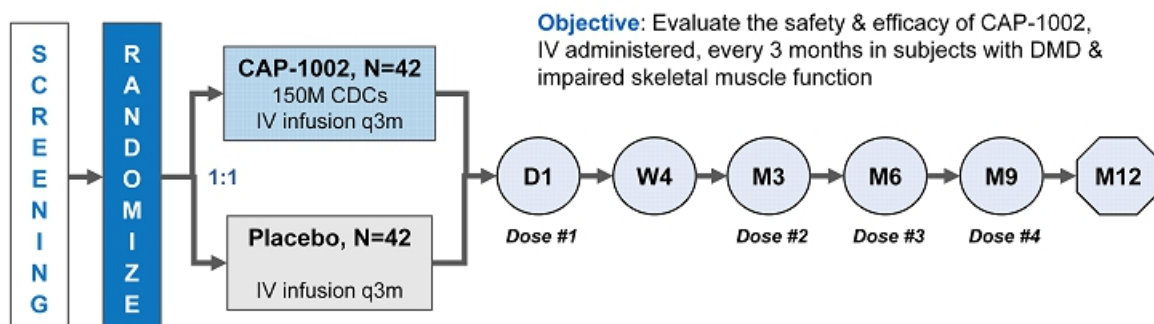 SCREENING
RANDOMIZE
Objective: Evaluate the safety & efficacy of CAP-1002,
IV administered, every 3 months in subjects with DMD &
impaired skeletal muscle function
CAP-1002, N=42
150M CDCs
IV infusion q3m
1:1
Placebo, N=42
IV infusion q3m
D1
W4
M3
M6
M9
M12
Dose #1
Dose #2
Dose #3
Dose #4